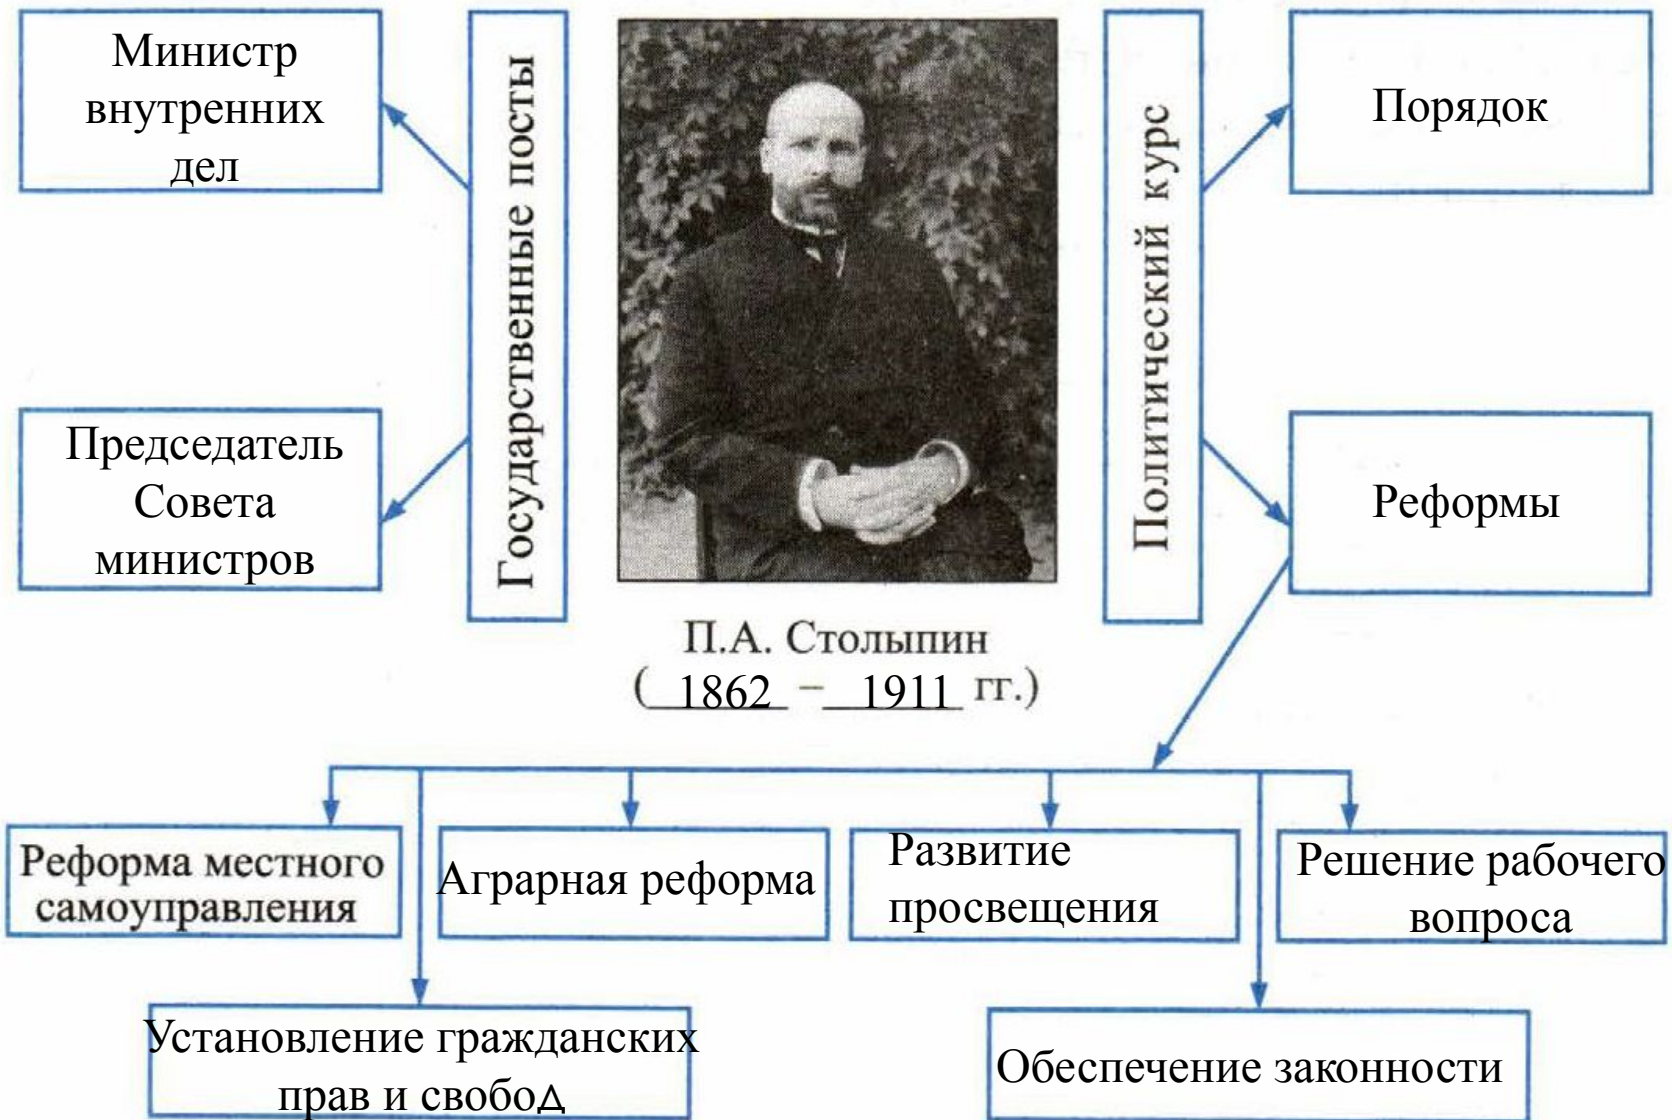 Министр
внутренних
дел
Государственные посты
Политический курс
Порядок
Председатель
Совета
министров
Реформы
П.А. Столыпин
( 1862 – 1911 гг.)
Реформа местного
самоуправления
Аграрная реформа
Развитие
просвещения
Решение рабочего
вопроса
Установление гражданских
прав и свобод
Обеспечение законности